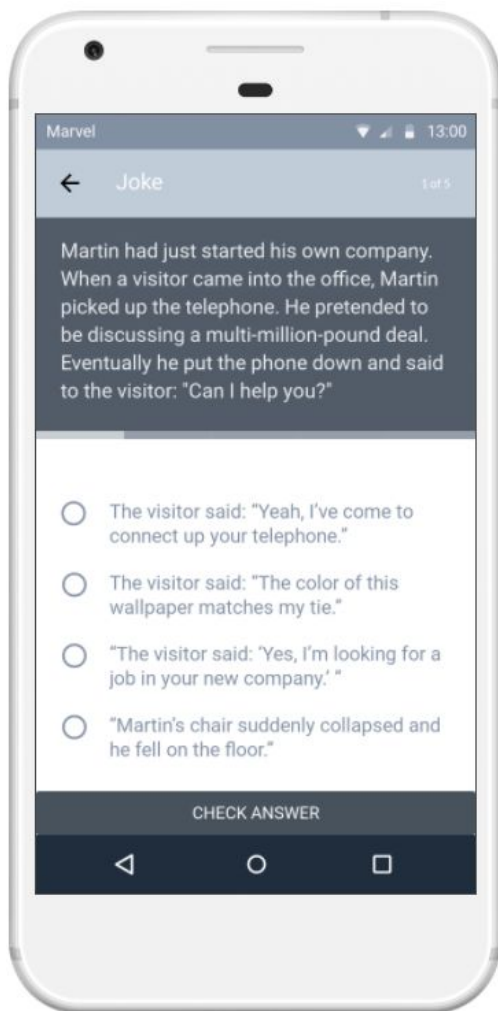 Marvel 13:00
Joke 1 of 5
Martin had just started his own company.
When a visitor came into the office, Martin
picked up the telephone. He pretended to
be discussing a multi-million-pound deal.
Eventually he put the phone down and said
to the visitor: "Can I help you?"
The visitor said: “Yeah, I’ve come to
connect up your telephone.”
The visitor said: “The color of this
wallpaper matches my tie.”
“The visitor said: ‘Yes, I’m looking for a
job in your new company.’ “
“Martin’s chair suddenly collapsed and
he fell on the floor.”
CHECK ANSWER